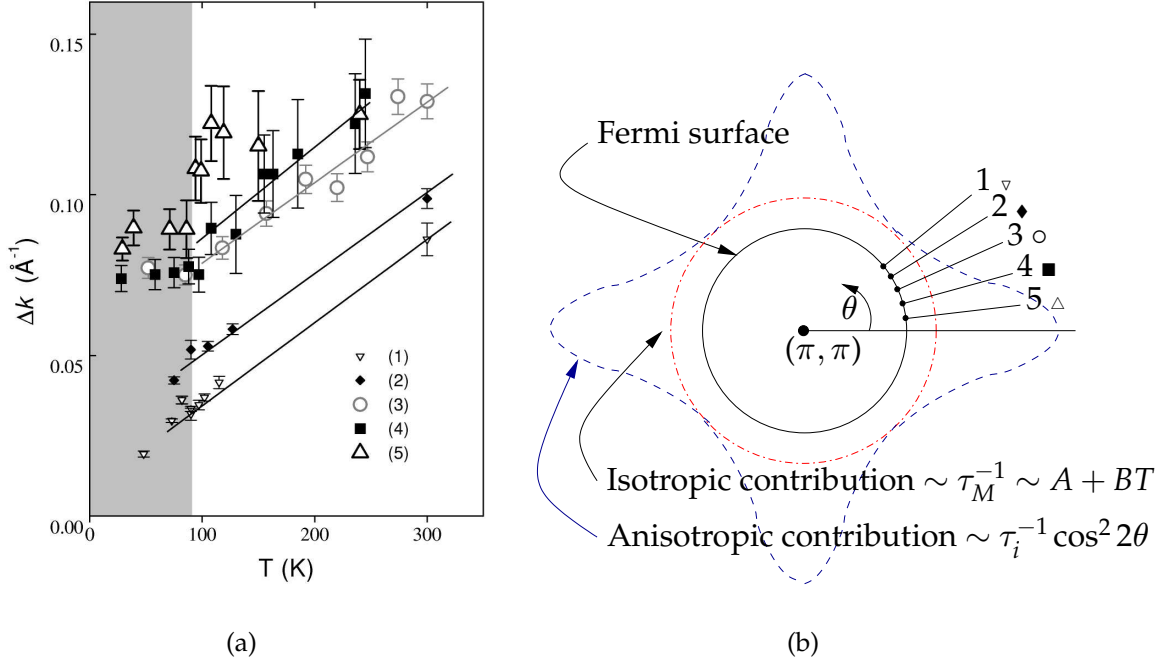 0.15
0.10
0.05
0.00
Δk (Å⁻¹)
0
100
200
300
T (K)
▽ (1)
◆ (2)
○ (3)
■ (4)
△ (5)
(a)
Fermi surface
1 ▽
2 ◆
3 ○
4 ■
5 △
θ
(π, π)
Isotropic contribution ∼ τ_M^{-1} ∼ A + BT
Anisotropic contribution ∼ τ_i^{-1} cos² 2θ
(b)